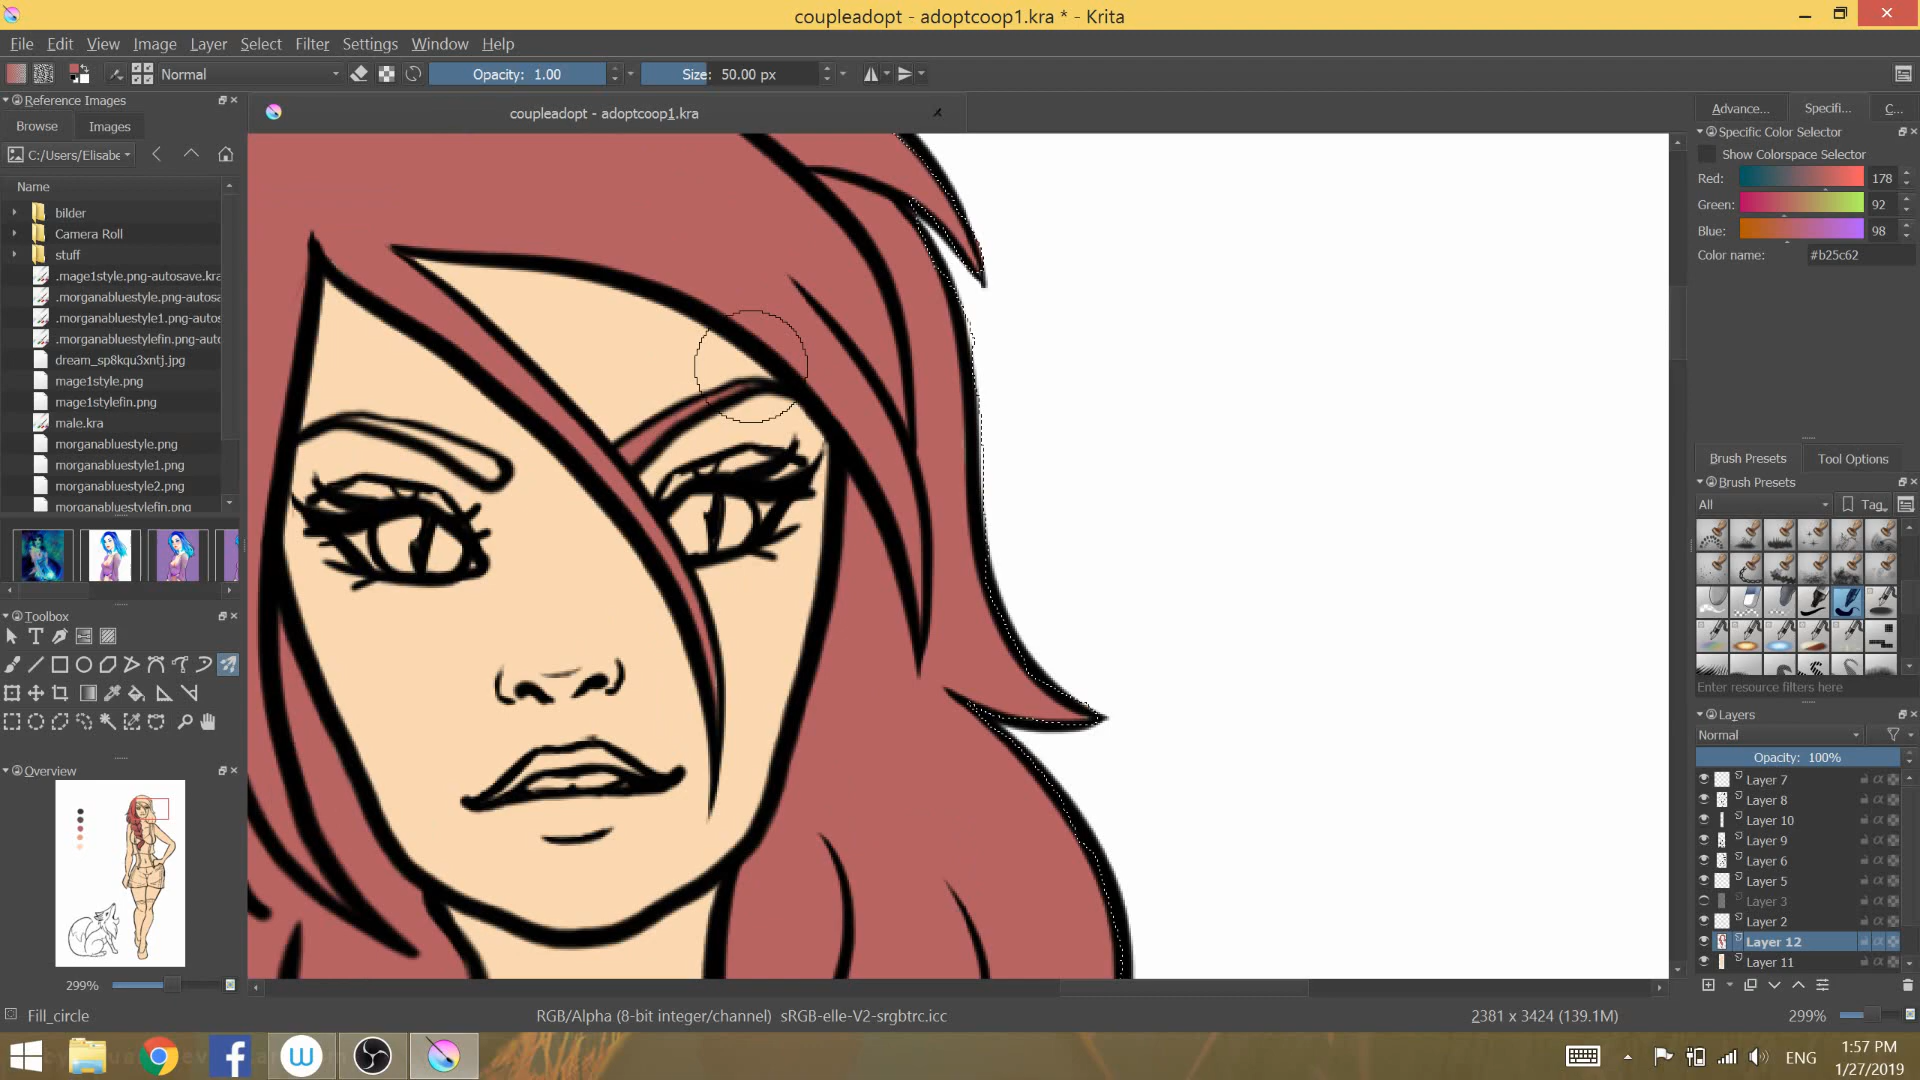 coupleadopt - adoptcoop1.kra * - Krita
File Edit View Image Layer Select Filter Settings Window Help
Normal Opacity: 1.00 Size: 50.00 px
Reference Images
Browse Images
coupleadopt - adoptcoop1.kra
C:/Users/Elisabe
Name
bilder
Camera Roll
stuff
.mage1style.png-autosave.kra
.morganabluestyle.png-autosa
.morganabluestyle1.png-autos
.morganabluestylefin.png-auto
dream_sp8kqu3xntj.jpg
mage1style.png
mage1stylefin.png
male.kra
morganabluestyle.png
morganabluestyle1.png
morganabluestyle2.png
morganabluestylefin.png
Toolbox
Overview
299%
Advance... Specifi... C...
Specific Color Selector
Show Colorspace Selector
Red: 178
Green: 92
Blue: 98
Color name: #b25c62
Brush Presets Tool Options
Brush Presets
All Tag
Enter resource filters here
Layers
Normal
Opacity: 100%
Layer 7
Layer 8
Layer 10
Layer 9
Layer 6
Layer 5
Layer 3
Layer 2
Layer 12
Layer 11
Fill_circle RGB/Alpha (8-bit integer/channel) sRGB-elle-V2-srgbtrc.icc 2381 x 3424 (139.1M) 299%
ENG
1:57 PM
1/27/2019